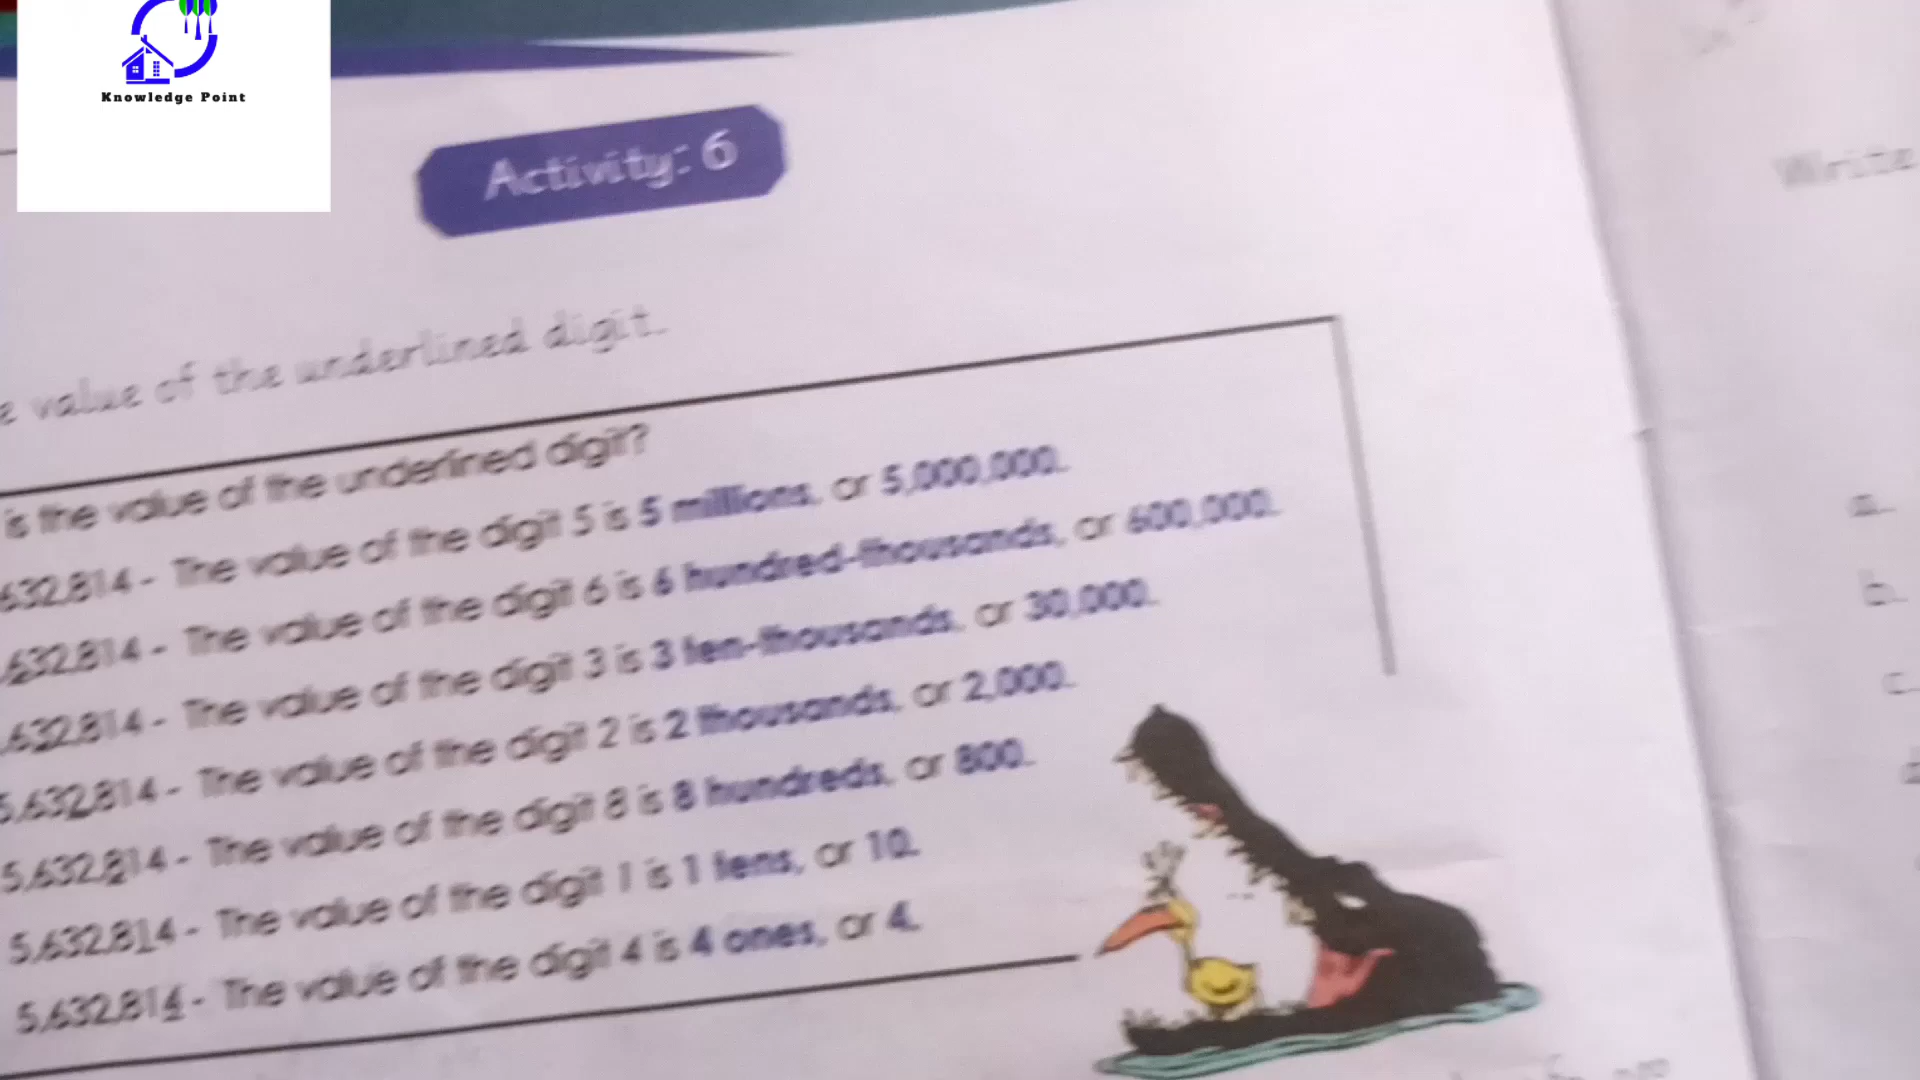 Knowledge Point
Activity: 6
value of the underlined digit.
is the value of the underlined digit?
632,814 - The value of the digit 5 is 5 millions, or 5,000,000.
,632,814 - The value of the digit 6 is 6 hundred-thousands, or 600,000.
,632,814 - The value of the digit 3 is 3 ten-thousands, or 30,000.
5,632,814 - The value of the digit 2 is 2 thousands, or 2,000.
5,632,814 - The value of the digit 8 is 8 hundreds, or 800.
5,632,814 - The value of the digit 1 is 1 tens, or 10.
5,632,814 - The value of the digit 4 is 4 ones, or 4.
Write
a.
b.
c.